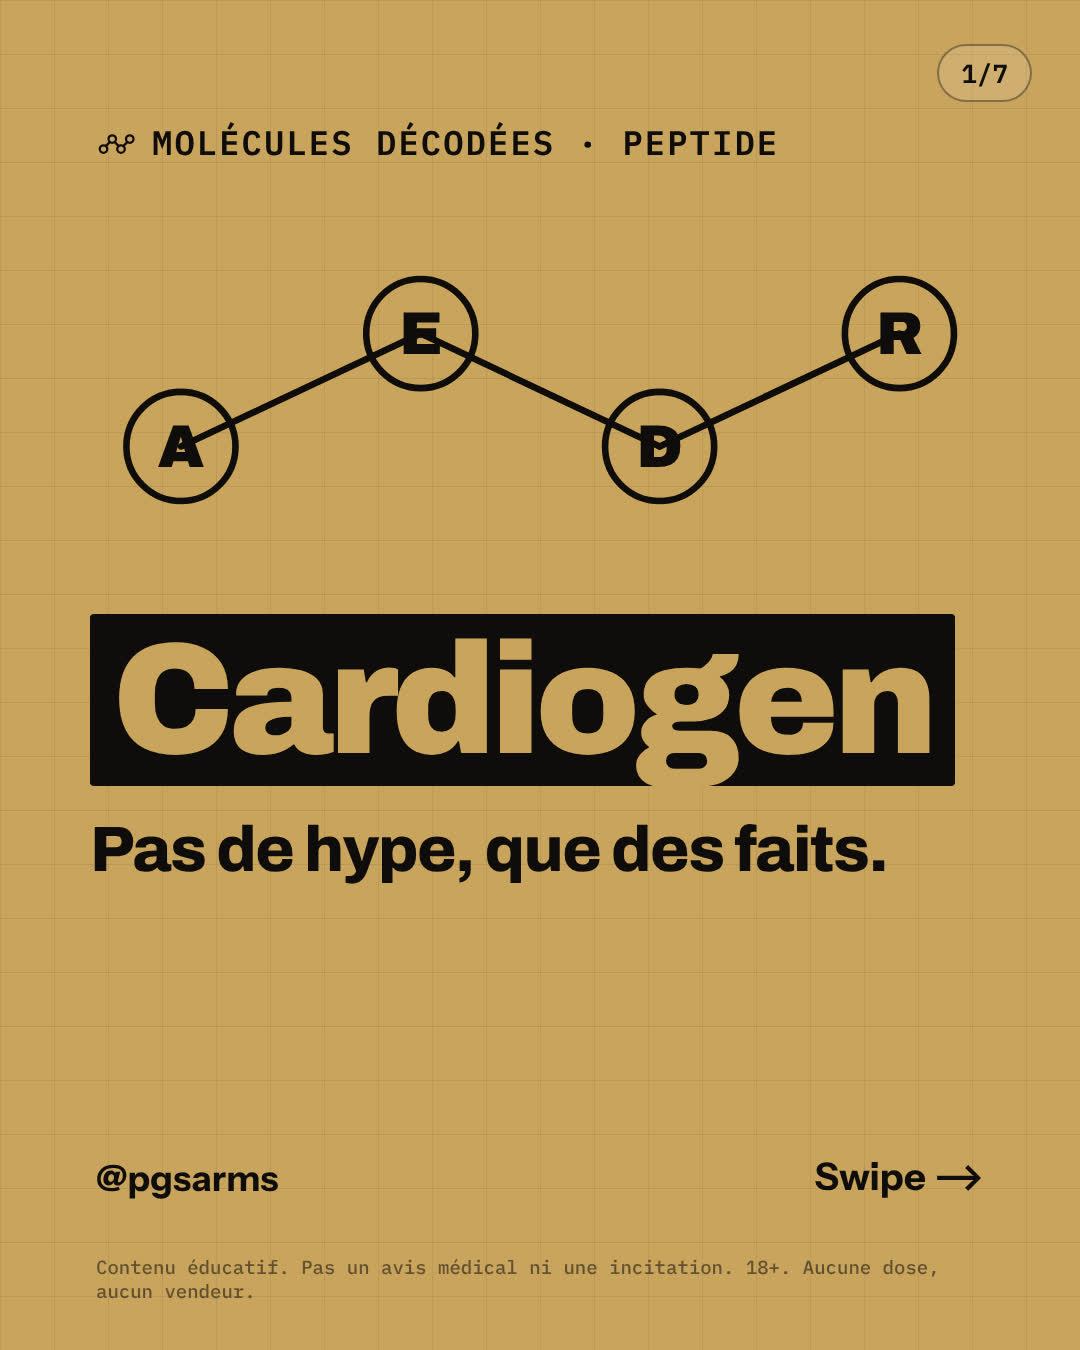 1/7
MOLÉCULES DÉCODÉES · PEPTIDE
A E D R
Cardiogen
Pas de hype, que des faits.
@pgsarms
Swipe →
Contenu éducatif. Pas un avis médical ni une incitation. 18+. Aucune dose,
aucun vendeur.